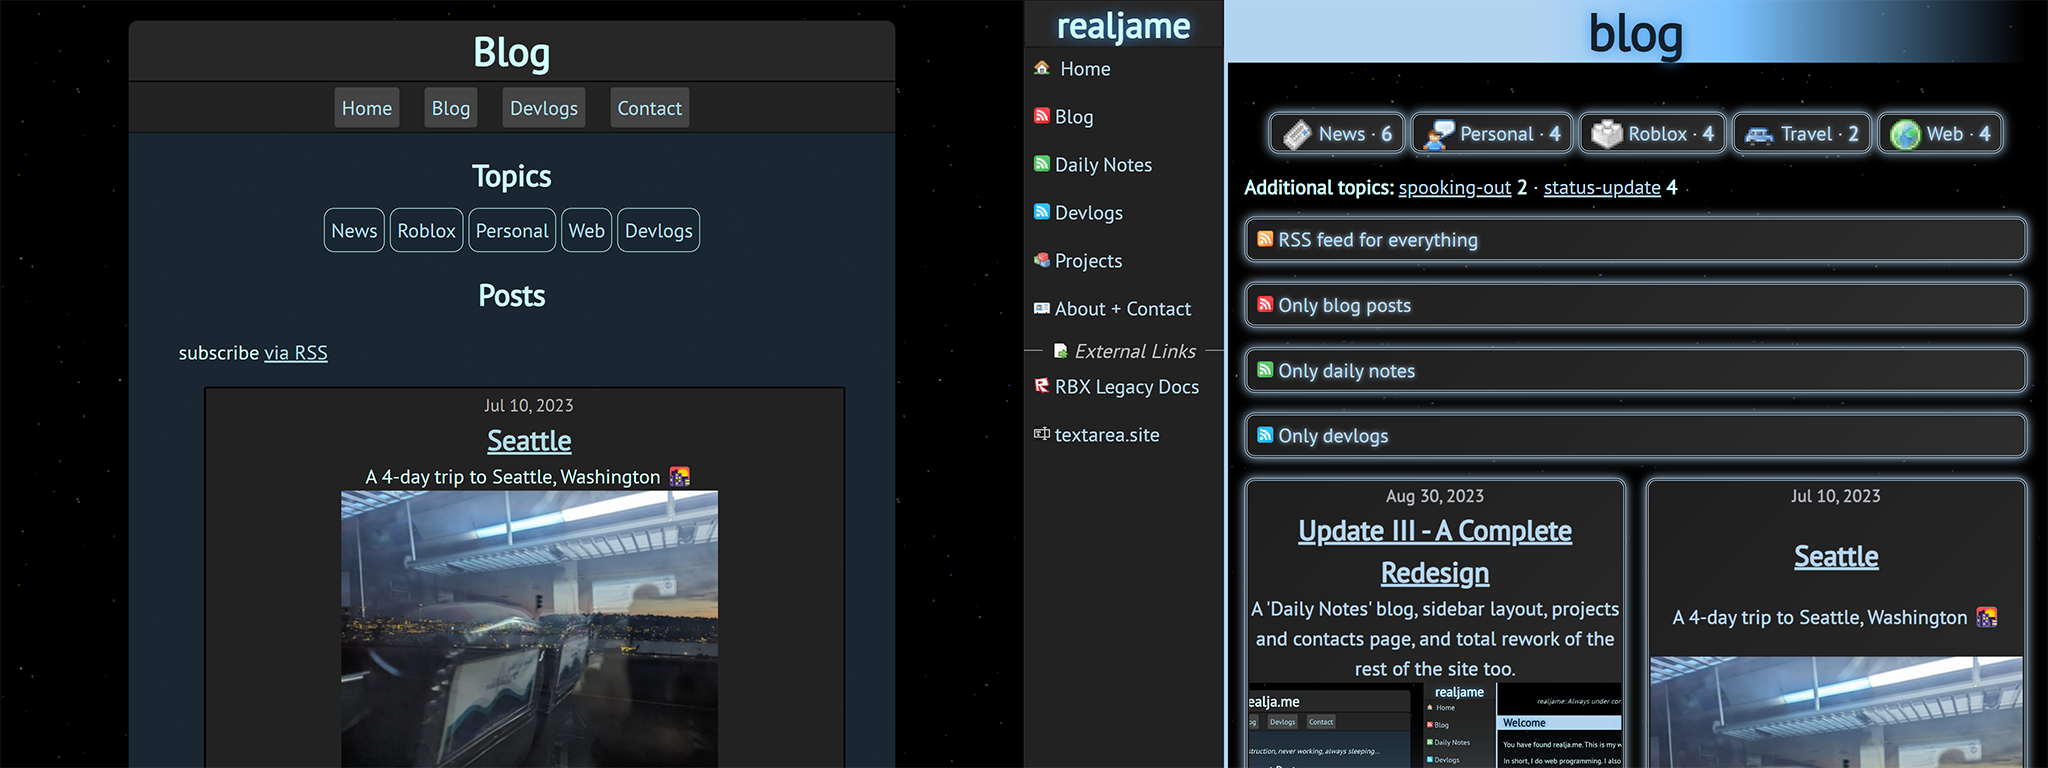 Blog
Home Blog Devlogs Contact
Topics
News Roblox Personal Web Devlogs
Posts
subscribe via RSS
Jul 10, 2023
Seattle
A 4-day trip to Seattle, Washington
realjame
Home
Blog
Daily Notes
Devlogs
Projects
About + Contact
External Links
RBX Legacy Docs
textarea.site
blog
News · 6 Personal · 4 Roblox · 4 Travel · 2 Web · 4
Additional topics: spooking-out 2 · status-update 4
RSS feed for everything
Only blog posts
Only daily notes
Only devlogs
Aug 30, 2023
Update III - A Complete
Redesign
A 'Daily Notes' blog, sidebar layout, projects
and contacts page, and total rework of the
rest of the site too.
ealja.me
og Devlogs Contact
struction, never working, always sleeping...
realjame
Home
Blog
Daily Notes
Devlogs
realjame: Always under con
Welcome
You have found realja.me. This is my w
In short, I do web programming. I also
Jul 10, 2023
Seattle
A 4-day trip to Seattle, Washington